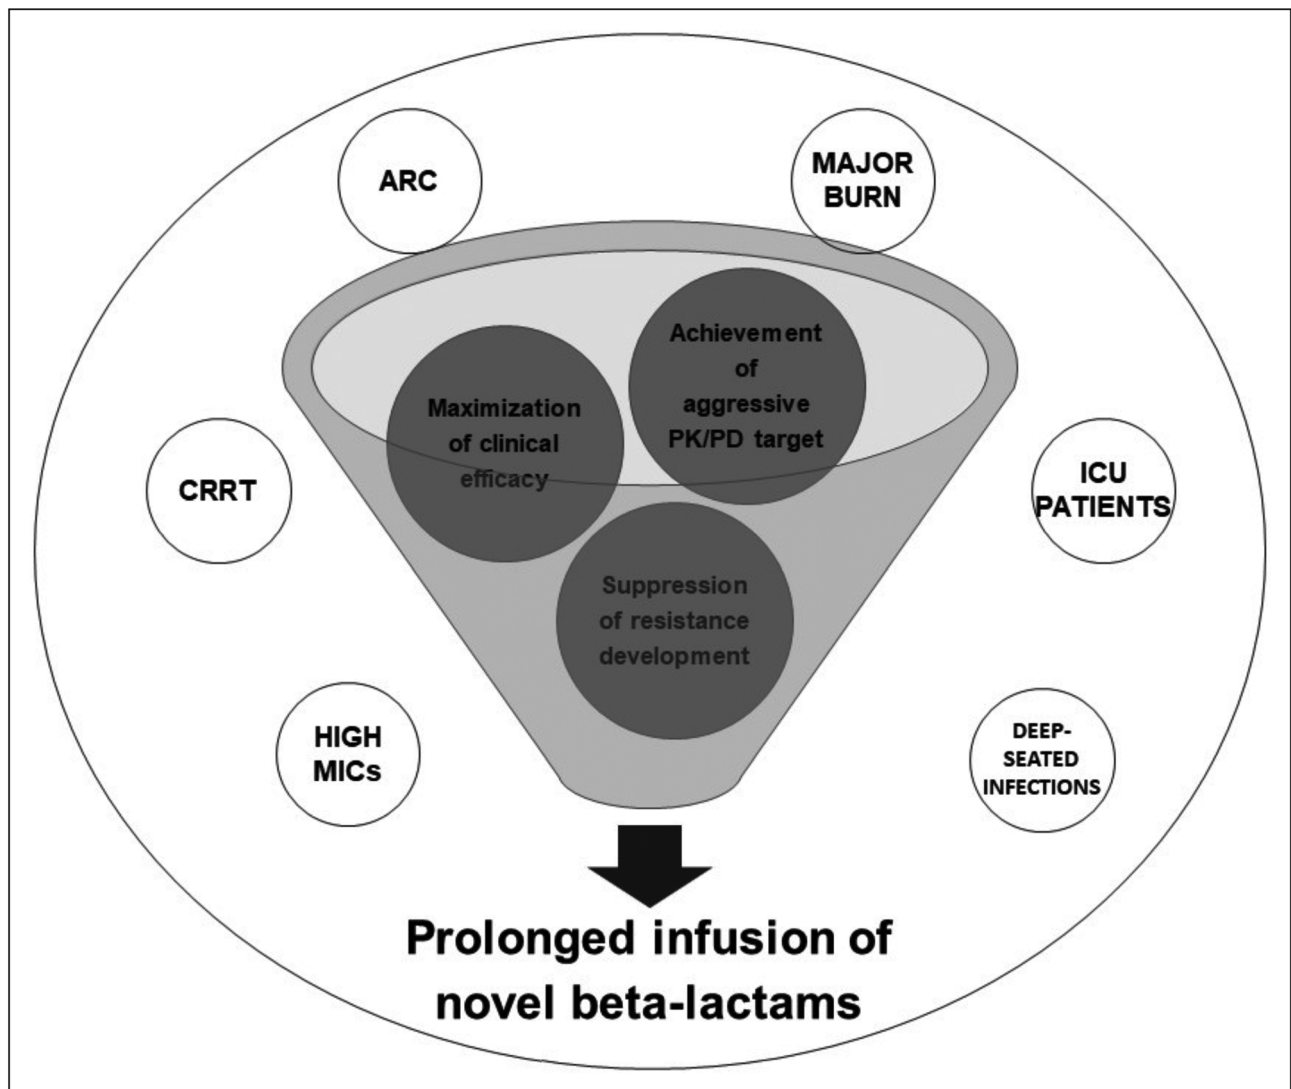 ARC
MAJOR
BURN
Achievement
of
aggressive
PK/PD target
Maximization
of clinical
efficacy
CRRT
ICU
PATIENTS
Suppression
of resistance
development
HIGH
MICs
DEEP-
SEATED
INFECTIONS
Prolonged infusion of
novel beta-lactams